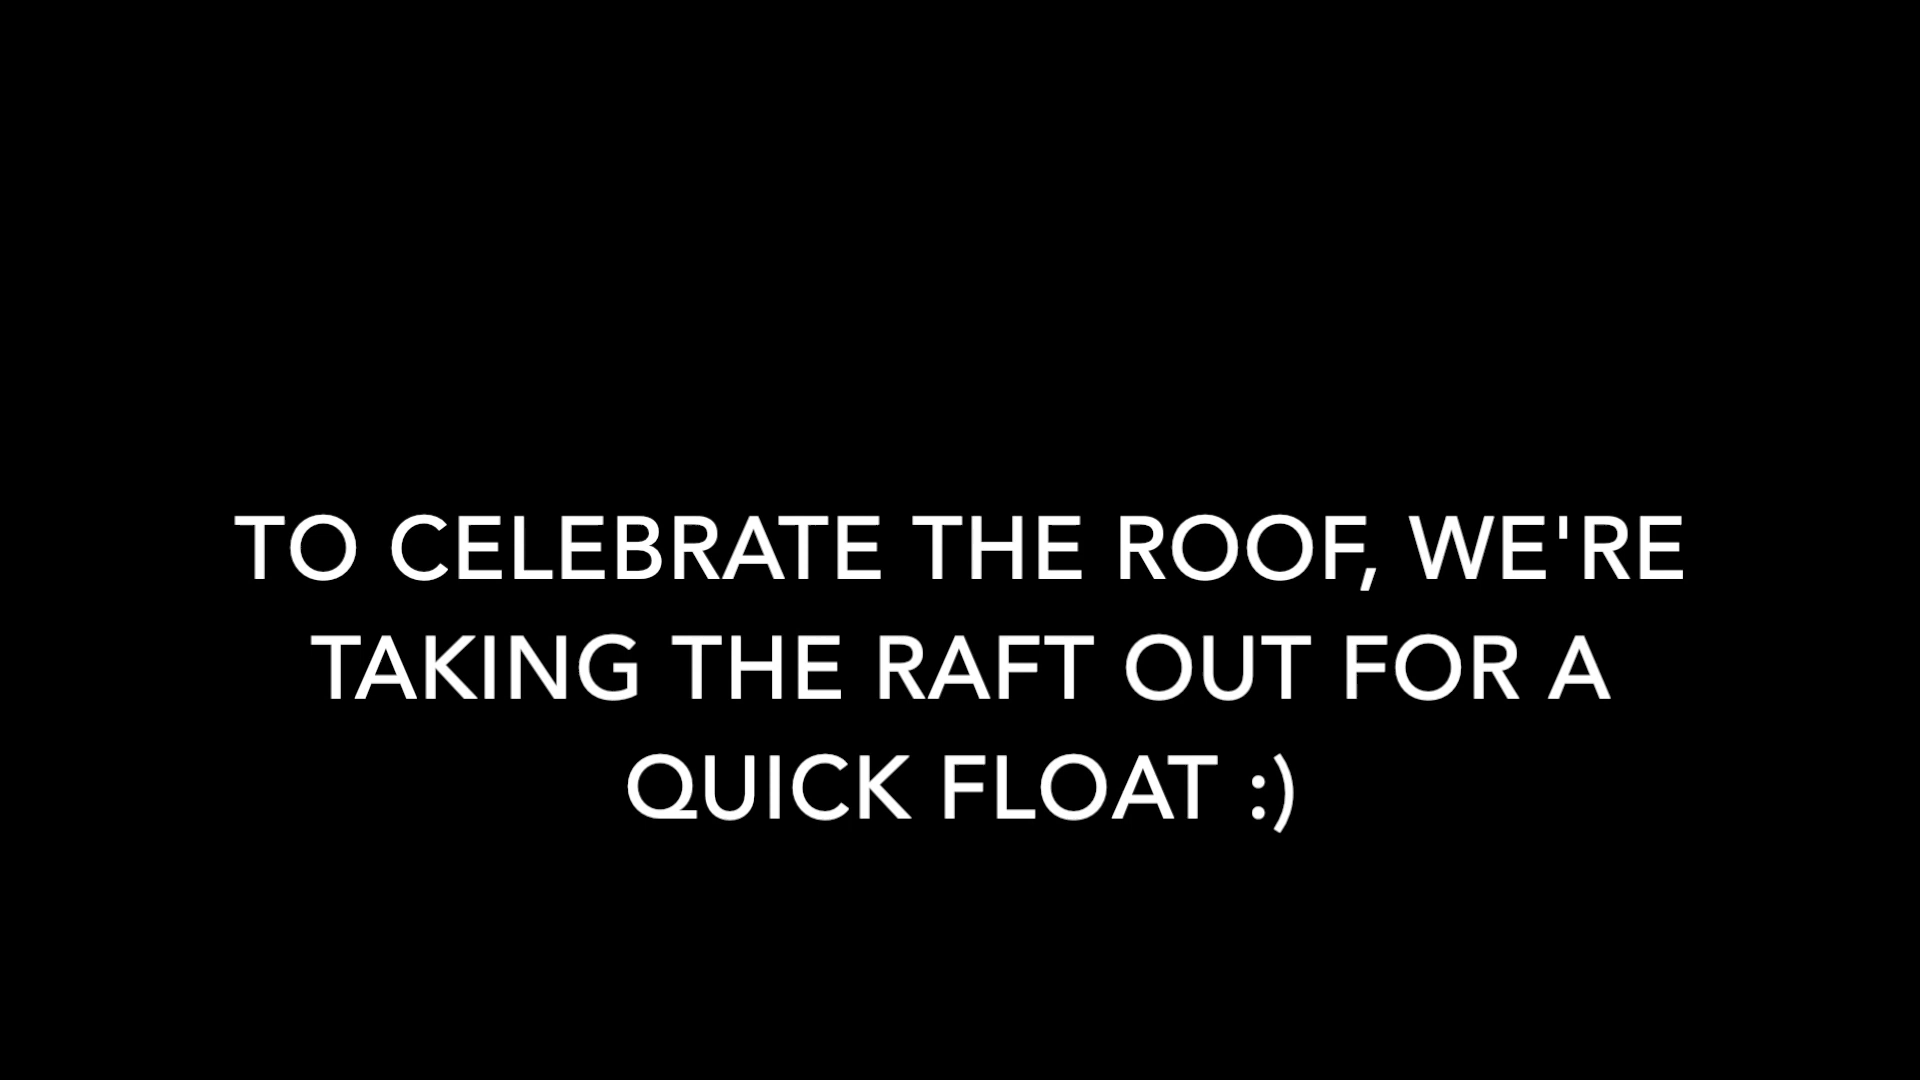 TO CELEBRATE THE ROOF, WE'RE
TAKING THE RAFT OUT FOR A
QUICK FLOAT :)